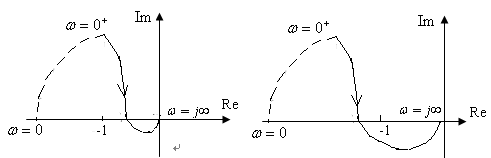 Im
ω = 0⁺
ω = j∞
Re
ω = 0
-1
↵
Im
ω = 0⁺
ω = j∞
Re
ω = 0
-1